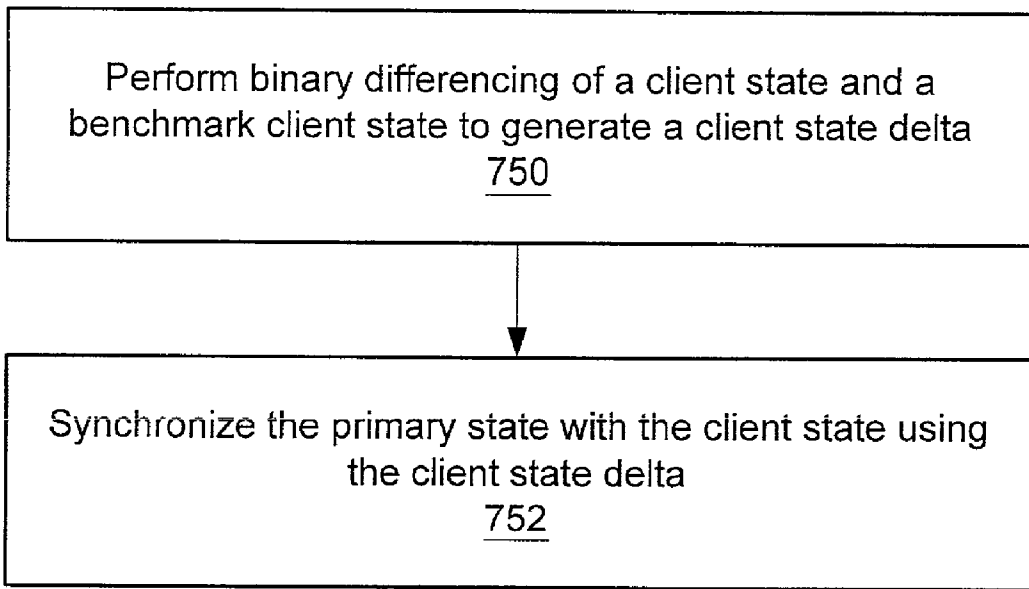 Perform binary differencing of a client state and a
benchmark client state to generate a client state delta
750
Synchronize the primary state with the client state using
the client state delta
752